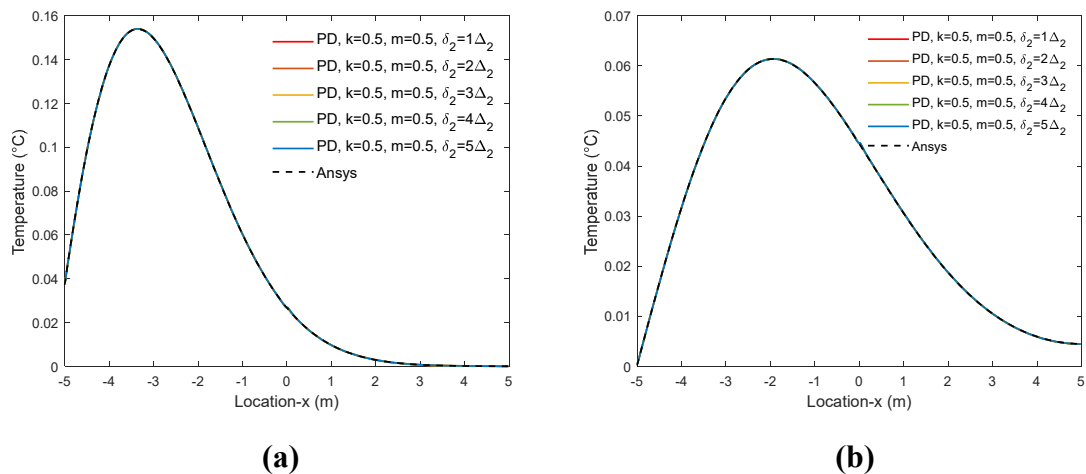 0.16
0.14
0.12
0.1
0.08
0.06
0.04
0.02
0
Temperature (°C)
-5 -4 -3 -2 -1 0 1 2 3 4 5
Location-x (m)
PD, k=0.5, m=0.5, δ₂=1Δ₂
PD, k=0.5, m=0.5, δ₂=2Δ₂
PD, k=0.5, m=0.5, δ₂=3Δ₂
PD, k=0.5, m=0.5, δ₂=4Δ₂
PD, k=0.5, m=0.5, δ₂=5Δ₂
Ansys
(a)
0.07
0.06
0.05
0.04
0.03
0.02
0.01
0
Temperature (°C)
-5 -4 -3 -2 -1 0 1 2 3 4 5
Location-x (m)
PD, k=0.5, m=0.5, δ₂=1Δ₂
PD, k=0.5, m=0.5, δ₂=2Δ₂
PD, k=0.5, m=0.5, δ₂=3Δ₂
PD, k=0.5, m=0.5, δ₂=4Δ₂
PD, k=0.5, m=0.5, δ₂=5Δ₂
Ansys
(b)